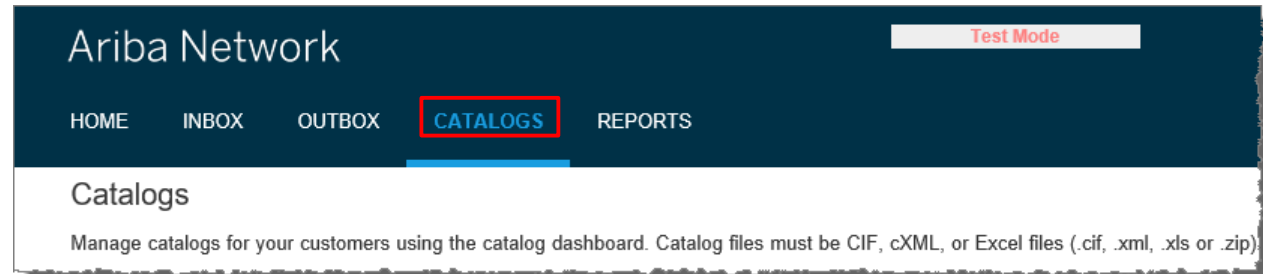 Ariba Network
Test Mode
HOME INBOX OUTBOX CATALOGS REPORTS
Catalogs
Manage catalogs for your customers using the catalog dashboard. Catalog files must be CIF, cXML, or Excel files (.cif, .xml, .xls or .zip)